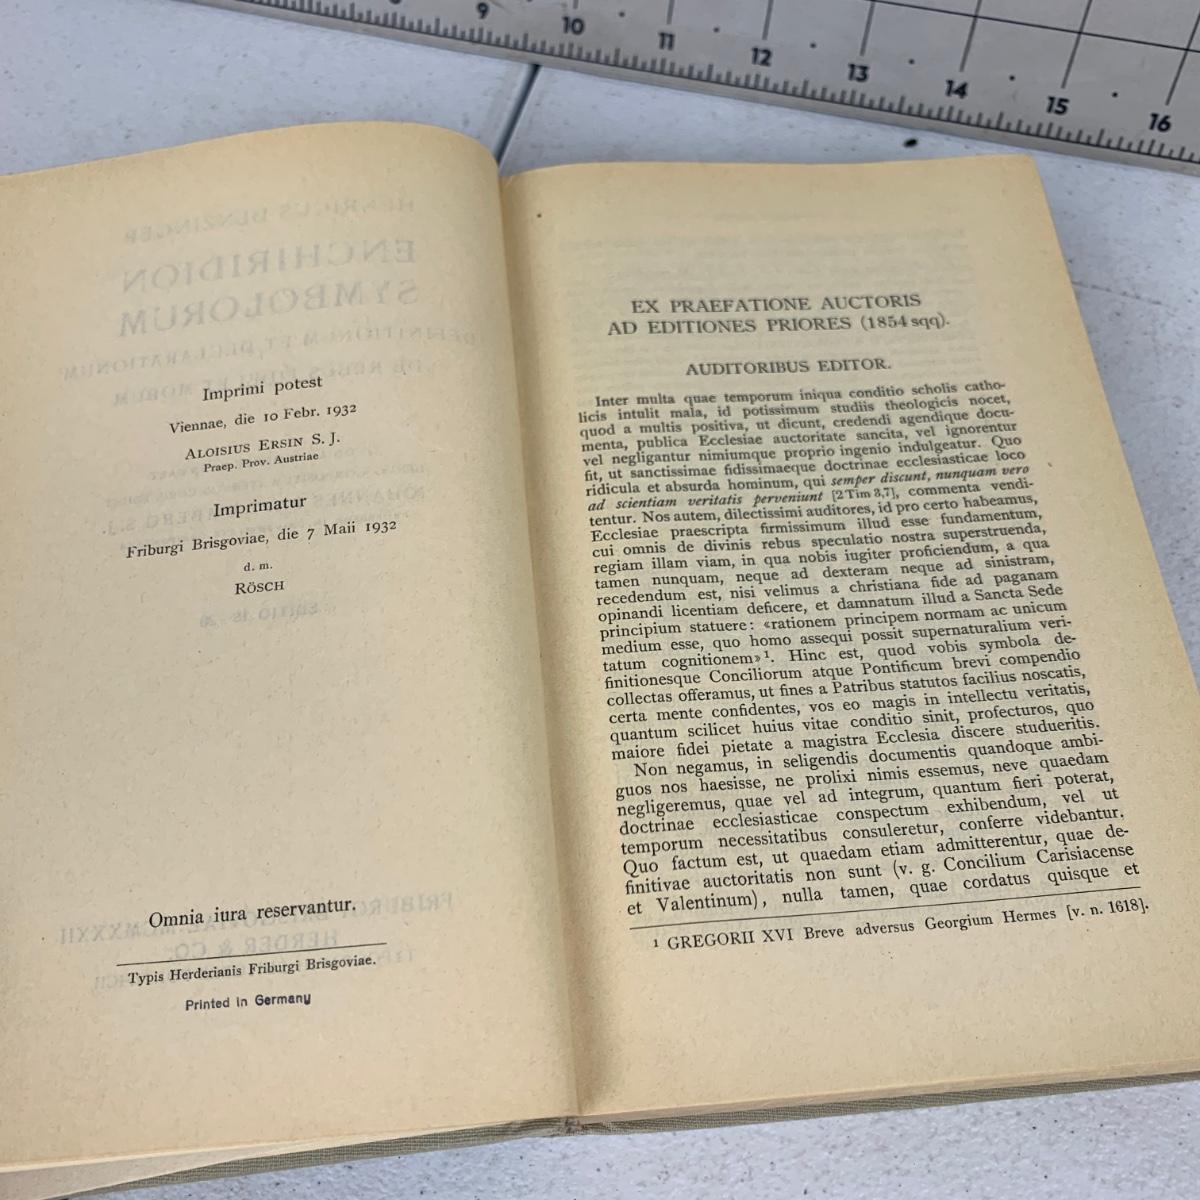 9 10 11 12 13 14 15 16
Imprimi potest
Viennae, die 10 Febr. 1932
ALOISIUS ERSIN S. J.
Praep. Prov. Austriae
Imprimatur
Friburgi Brisgoviae, die 7 Maii 1932
d. m.
RÖSCH
Omnia iura reservantur.
Typis Herderianis Friburgi Brisgoviae.
Printed in Germany
EX PRAEFATIONE AUCTORIS
AD EDITIONES PRIORES (1854 sqq).
AUDITORIBUS EDITOR.
Inter multa quae temporum iniqua conditio scholis catho-
licis intulit mala, id potissimum studiis theologicis nocet,
quod a multis positiva, ut dicunt, credendi agendique docu-
menta, publica Ecclesiae auctoritate sancita, vel ignorentur
vel negligantur nimiumque proprio ingenio indulgeatur. Quo
fit, ut sanctissimae fidissimaeque doctrinae ecclesiasticae loco
ridicula et absurda hominum, qui semper discunt, nunquam vero
ad scientiam veritatis perveniunt [2 Tim 3,7], commenta vendi-
tentur. Nos autem, dilectissimi auditores, id pro certo habeamus,
Ecclesiae praescripta firmissimum illud esse fundamentum,
cui omnis de divinis rebus speculatio nostra superstruenda,
regiam illam viam, in qua nobis iugiter proficiendum, a qua
tamen nunquam, neque ad dexteram neque ad sinistram,
recedendum est, nisi velimus a christiana fide ad paganam
opinandi licentiam deficere, et damnatum illud a Sancta Sede
principium statuere: «rationem principem normam ac unicum
medium esse, quo homo assequi possit supernaturalium veri-
tatum cognitionem»¹. Hinc est, quod vobis symbola de-
finitionesque Conciliorum atque Pontificum brevi compendio
collectas offeramus, ut fines a Patribus statutos facilius noscatis,
certa mente confidentes, vos eo magis in intellectu veritatis,
quantum scilicet huius vitae conditio sinit, profecturos, quo
maiore fidei pietate a magistra Ecclesia discere studueritis.
Non negamus, in seligendis documentis quandoque ambi-
guos nos haesisse, ne prolixi nimis essemus, neve quaedam
negligeremus, quae vel ad integrum, quantum fieri poterat,
doctrinae ecclesiasticae conspectum exhibendum, vel ut
temporum necessitatibus consuleretur, conferre videbantur.
Quo factum est, ut quaedam etiam admitterentur, quae de-
finitivae auctoritatis non sunt (v. g. Concilium Carisiacense
et Valentinum), nulla tamen, quae cordatus quisque et
¹ GREGORII XVI Breve adversus Georgium Hermes [v. n. 1618].